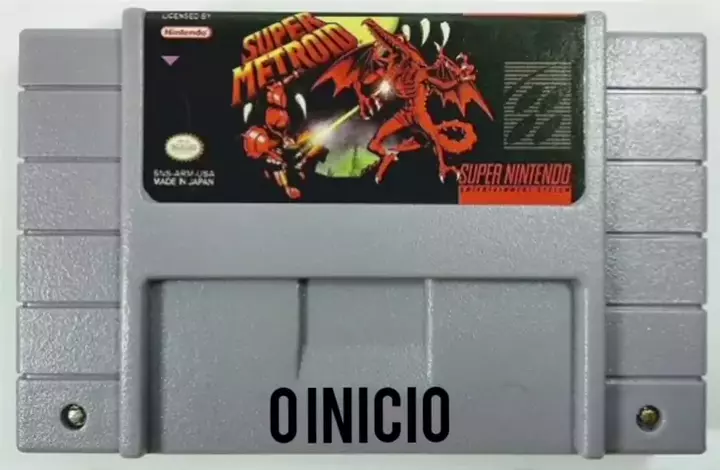 LICENSED BY
Nintendo
SUPER
METROID
SNS-ARM-USA
MADE IN JAPAN
SUPER NINTENDO
ENTERTAINMENT SYSTEM
O INICIO